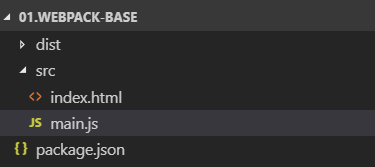 01.WEBPACK-BASE
dist
src
<> index.html
JS main.js
{} package.json